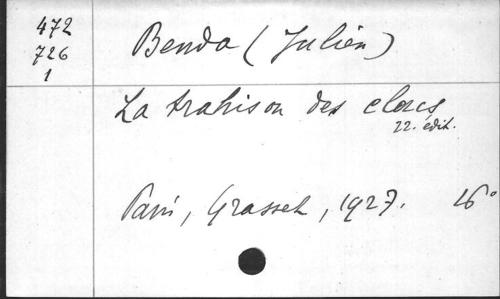 472
726
1
Benda (Julien)
La trahison des clercs
22. édit.
Paris, Grasset, 1927. 16°